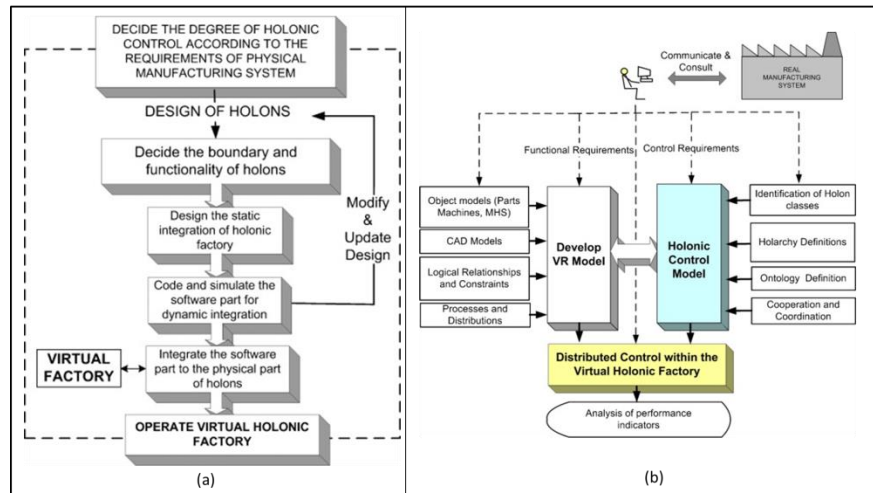 DECIDE THE DEGREE OF HOLONIC
CONTROL ACCORDING TO THE
REQUIREMENTS OF PHYSICAL
MANUFACTURING SYSTEM
DESIGN OF HOLONS
Decide the boundary and
functionality of holons
Design the static
integration of holonic
factory
Modify
&
Update
Design
Code and simulate the
software part for
dynamic integration
VIRTUAL
FACTORY
Integrate the software
part to the physical part
of holons
OPERATE VIRTUAL HOLONIC
FACTORY
(a)
Communicate &
Consult
REAL
MANUFACTURING
SYSTEM
Functional Requirements
Control Requirements
Object models (Parts
Machines, MHS)
CAD Models
Logical Relationships
and Constraints
Processes and
Distributions
Develop
VR Model
Holonic
Control
Model
Identification of Holon
classes
Holarchy Definitions
Ontology Definition
Cooperation and
Coordination
Distributed Control within the
Virtual Holonic Factory
Analysis of performance
indicators
(b)